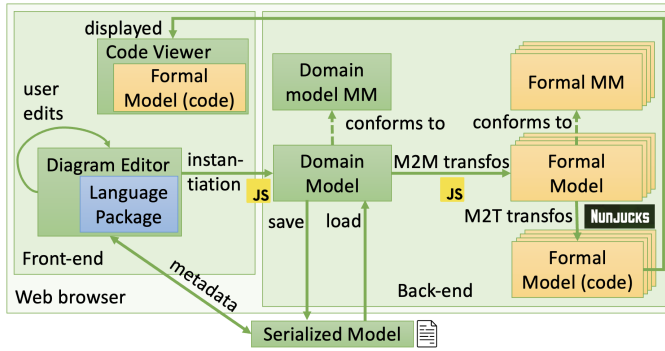 displayed
Code Viewer
Formal
Model (code)
user
edits
Diagram Editor
Language
Package
Front-end
Web browser
instan-
tiation
JS
Domain
model MM
conforms to
Domain
Model
save
load
M2M transfos
JS
Formal MM
conforms to
Formal
Model
M2T transfos
NUNJUCKS
Formal
Model (code)
Back-end
metadata
Serialized Model